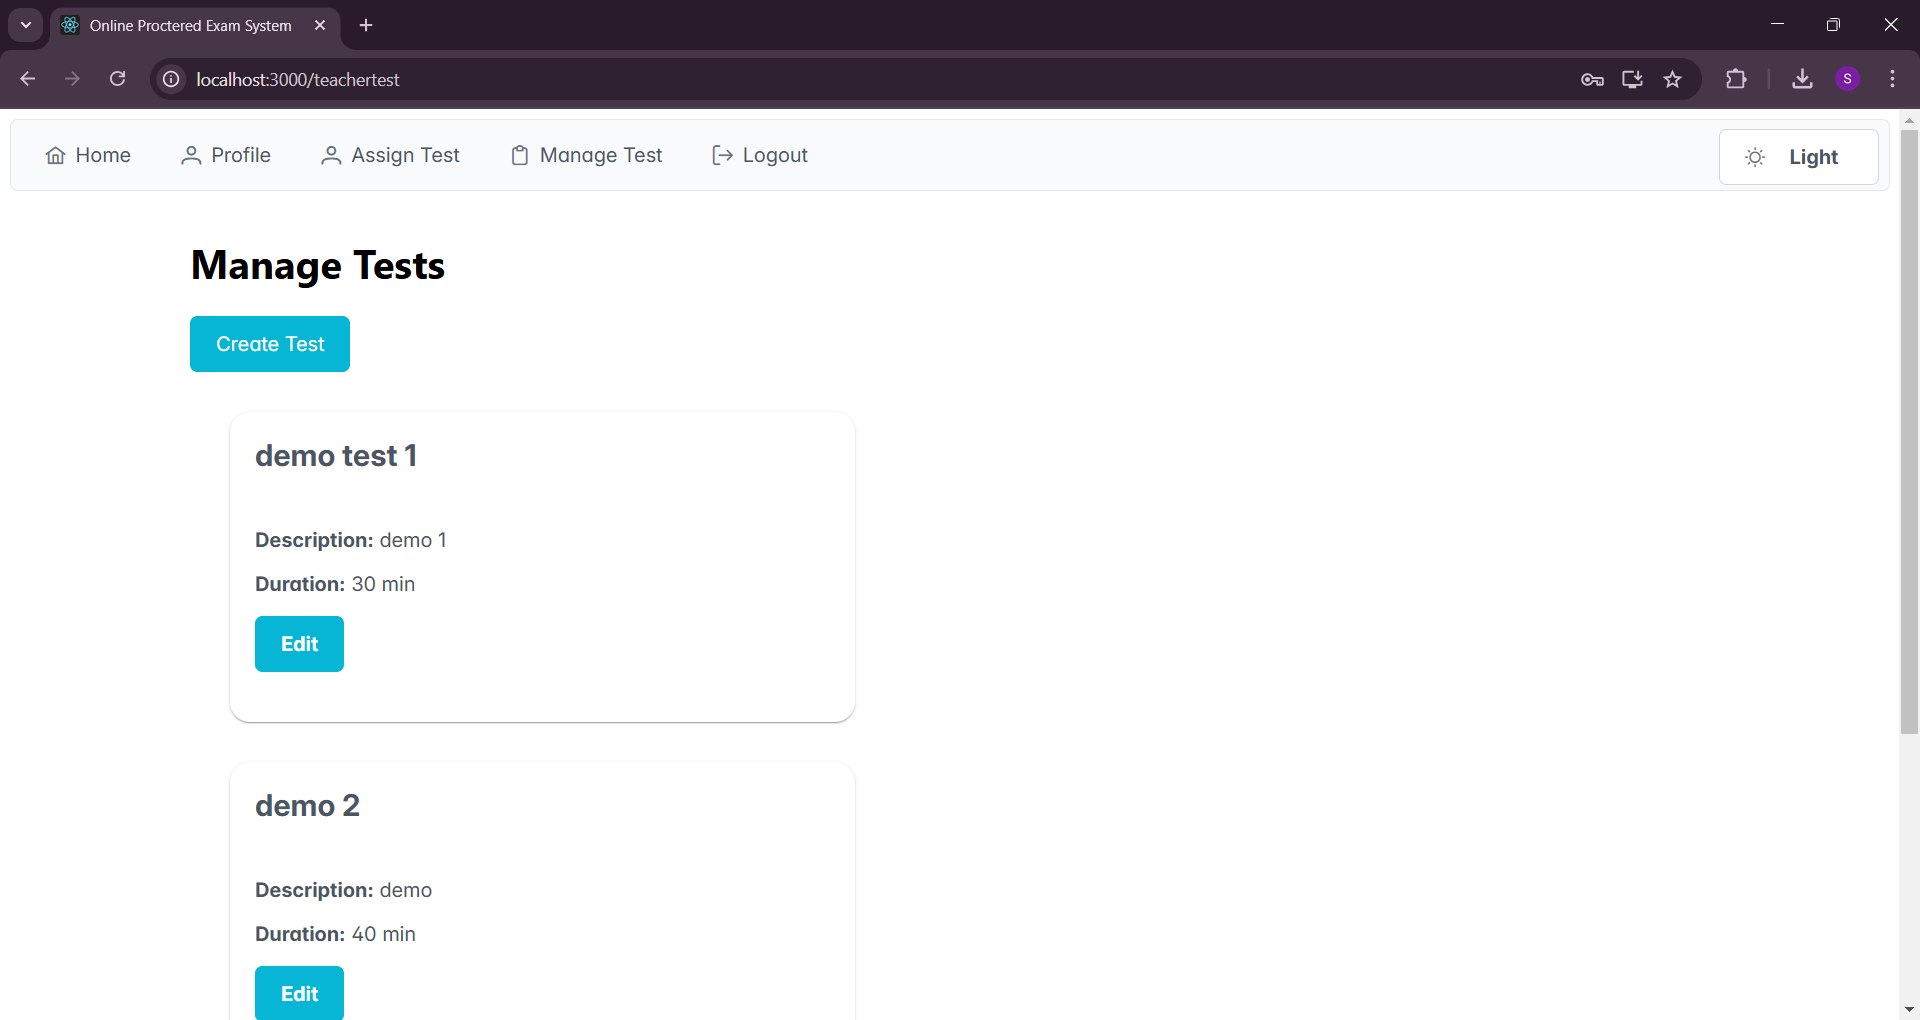 Online Proctered Exam System
localhost:3000/teachertest
S
Home Profile Assign Test Manage Test Logout Light
Manage Tests
Create Test
demo test 1
Description: demo 1
Duration: 30 min
Edit
demo 2
Description: demo
Duration: 40 min
Edit